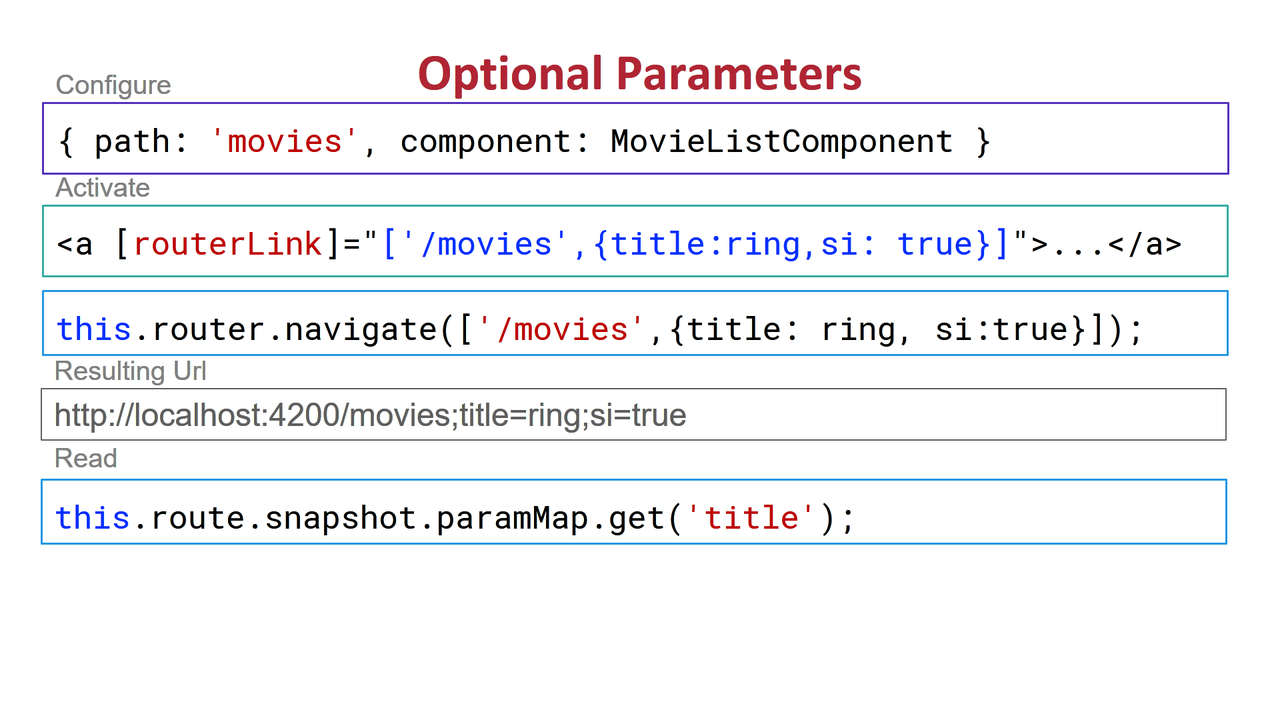 Optional Parameters
Configure
{ path: 'movies', component: MovieListComponent }
Activate
<a [routerLink]="['/movies',{title:ring,si: true}]">...</a>
this.router.navigate(['/movies',{title: ring, si:true}]);
Resulting Url
http://localhost:4200/movies;title=ring;si=true
Read
this.route.snapshot.paramMap.get('title');